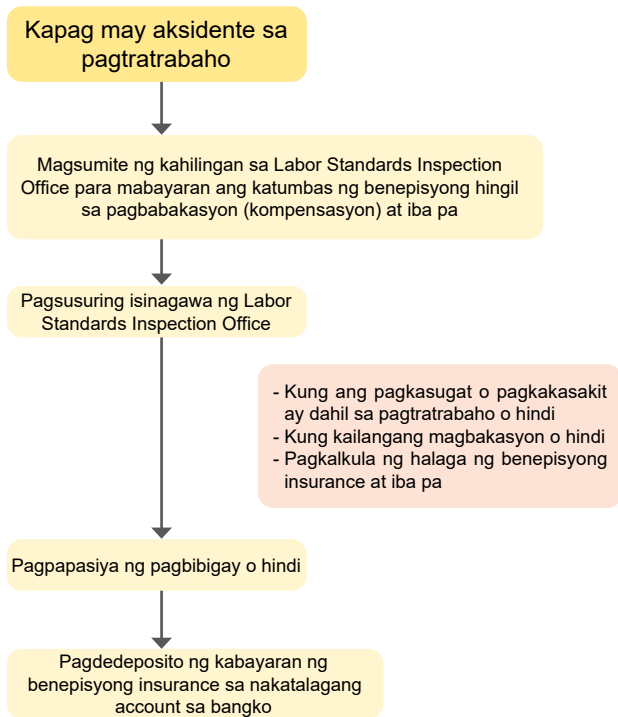 Kapag may aksidente sa
pagtratrabaho
Magsumite ng kahilingan sa Labor Standards Inspection
Office para mabayaran ang katumbas ng benepisyong hingil
sa pagbabakasyon (kompensasyon) at iba pa
Pagsusuring isinagawa ng Labor
Standards Inspection Office
- Kung ang pagkasugat o pagkakasakit
ay dahil sa pagtratrabaho o hindi
- Kung kailangang magbakasyon o hindi
- Pagkalkula ng halaga ng benepisyong
insurance at iba pa
Pagpapasiya ng pagbibigay o hindi
Pagdedeposito ng kabayaran ng
benepisyong insurance sa nakatalagang
account sa bangko